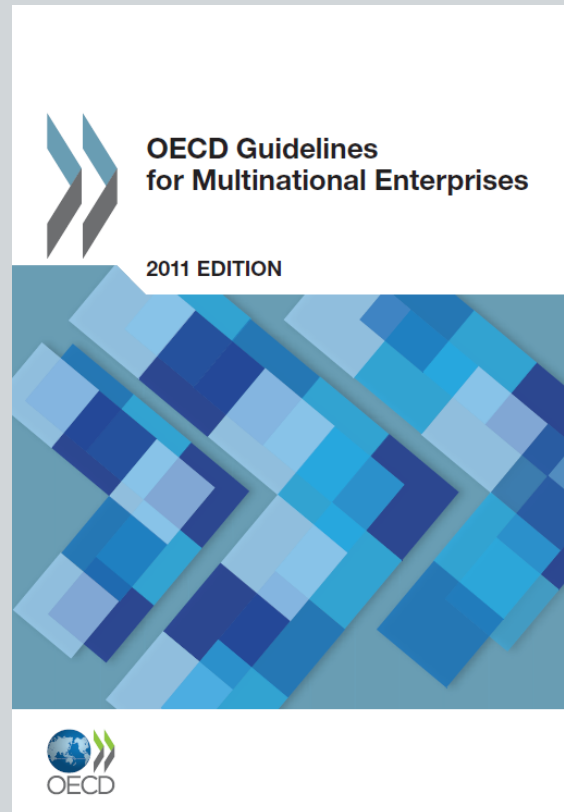 OECD Guidelines
for Multinational Enterprises
2011 EDITION
OECD